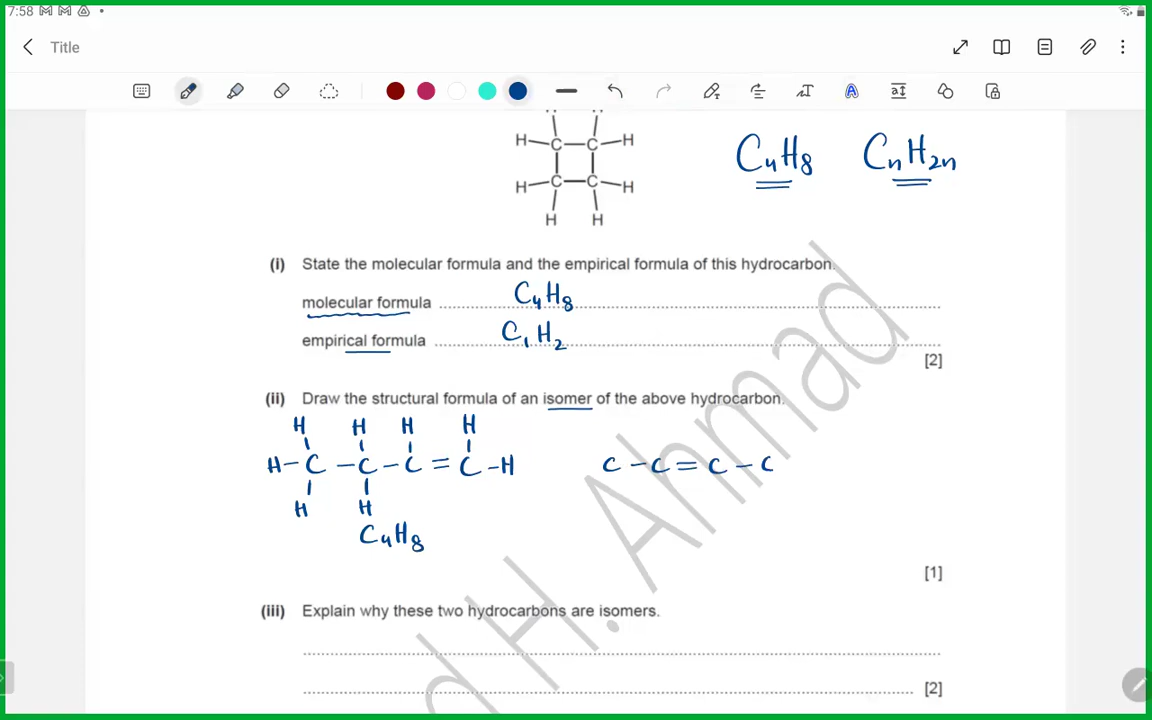 7:58
Title
H H
H-C-C-H
H-C-C-H
H H
C₄H₈ CₙH₂ₙ
(i) State the molecular formula and the empirical formula of this hydrocarbon.
molecular formula C₄H₈
empirical formula C₁H₂
[2]
(ii) Draw the structural formula of an isomer of the above hydrocarbon.
H H H H
H-C-C-C=C-H C-C=C-C
H H
C₄H₈
[1]
(iii) Explain why these two hydrocarbons are isomers.
[2]
H. Ahmad